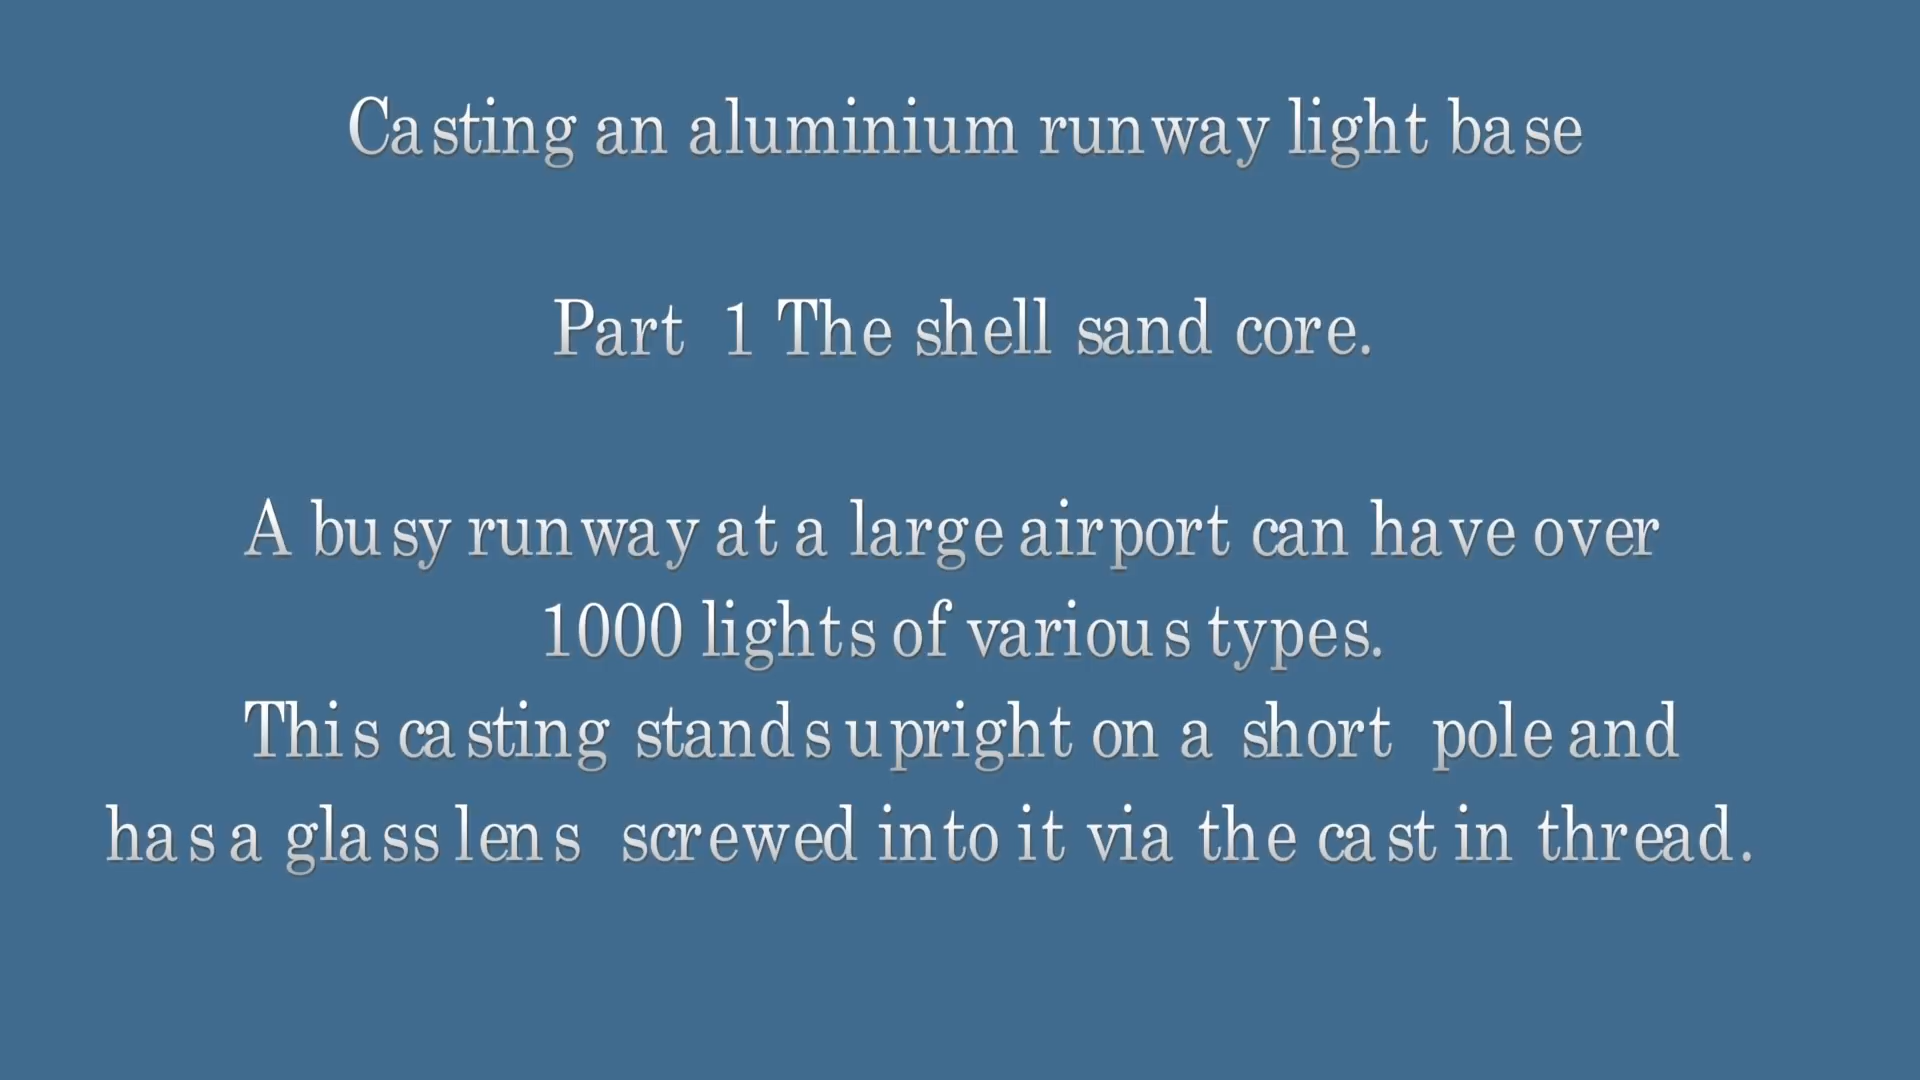 Casting an aluminium runway light base
Part 1 The shell sand core.
A busy runway at a large airport can have over
1000 lights of various types.
This casting stands upright on a short pole and
has a glass lens screwed into it via the cast in thread.